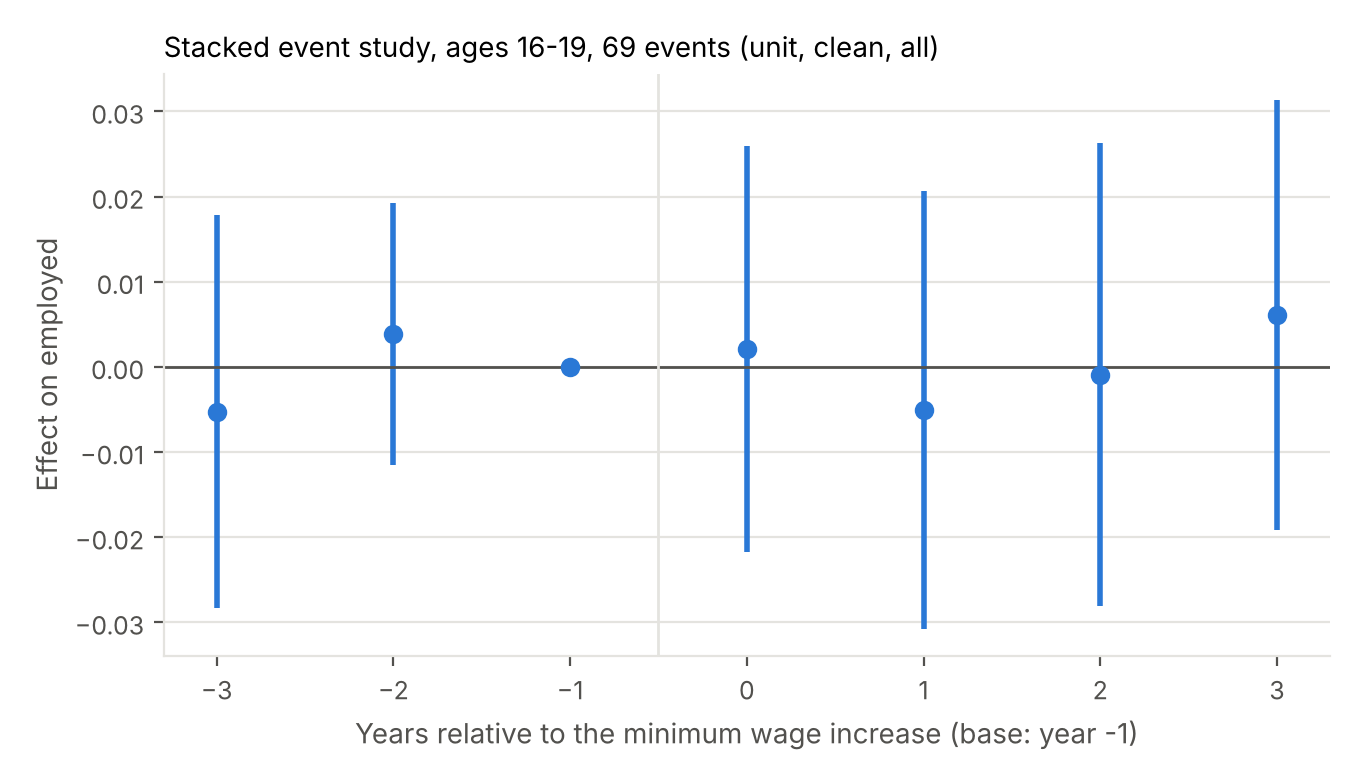 Stacked event study, ages 16-19, 69 events (unit, clean, all)
Effect on employed
0.03
0.02
0.01
0.00
−0.01
−0.02
−0.03
−3 −2 −1 0 1 2 3
Years relative to the minimum wage increase (base: year -1)